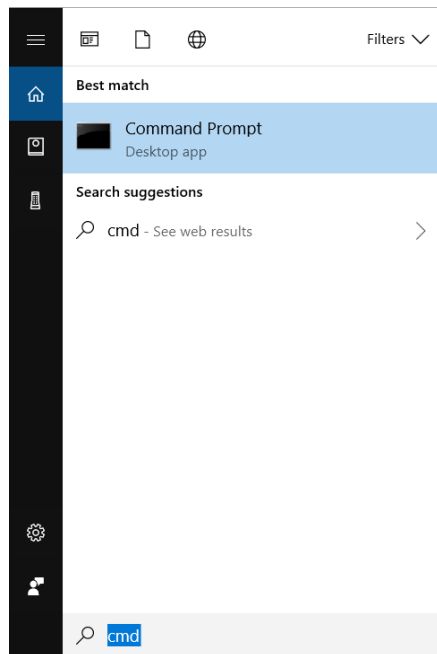 Filters
Best match
Command Prompt
Desktop app
Search suggestions
cmd - See web results
cmd